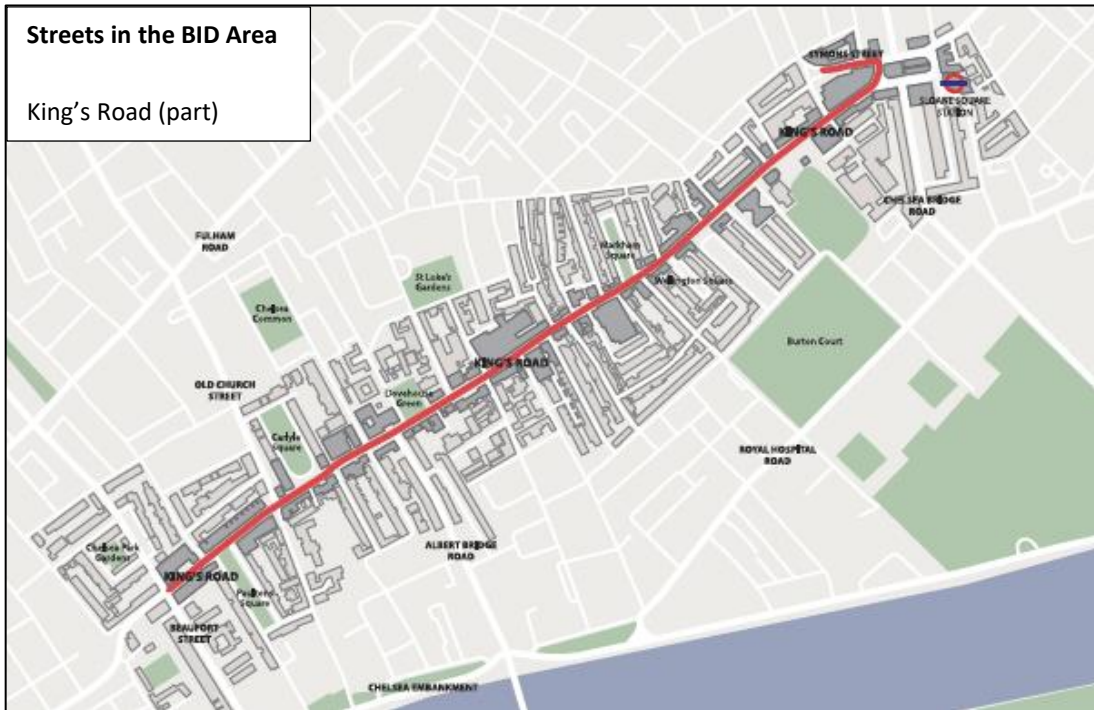 Streets in the BID Area
King's Road (part)
SYMONS STREET
SLOANE SQUARE
STATION
KING'S ROAD
CHELSEA BRIDGE
ROAD
FULHAM
ROAD
St Luke's
Gardens
Markham
Square
Wellington Square
Chelsea
Common
Burton Court
KING'S ROAD
OLD CHURCH
STREET
Dovehouse
Green
Carlyle
Square
ROYAL HOSPITAL
ROAD
ALBERT BRIDGE
ROAD
Chelsea Park
Gardens
KING'S ROAD
Paultons
Square
BEAUFORT
STREET
CHELSEA EMBANKMENT